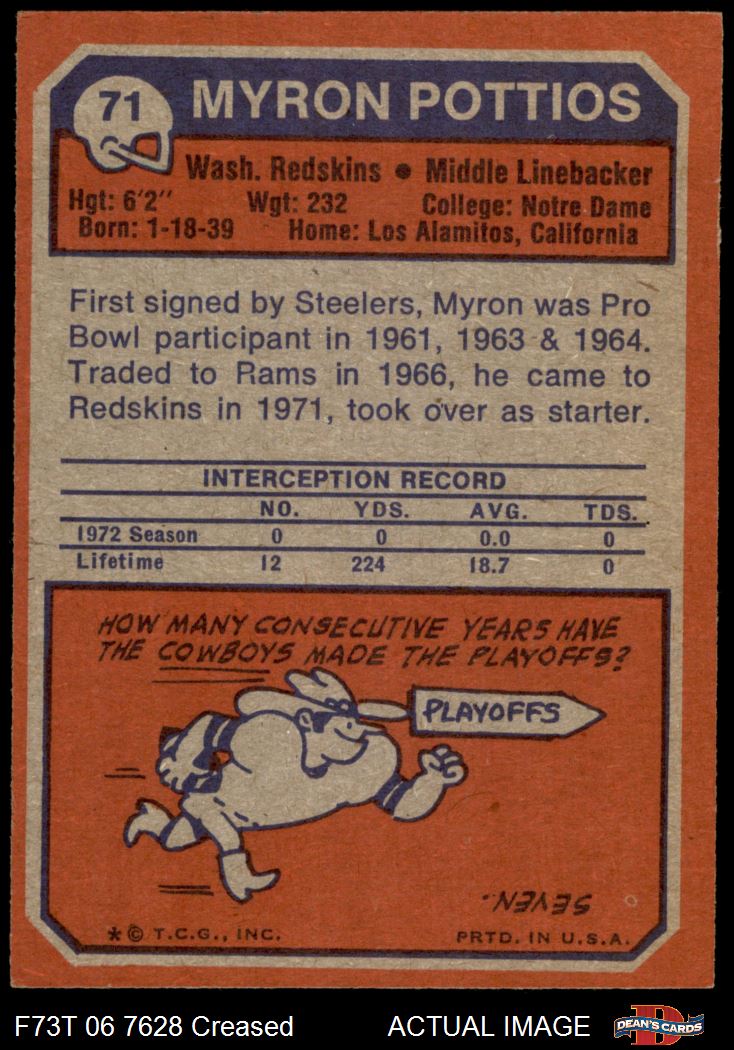 71 MYRON POTTIOS
Wash. Redskins • Middle Linebacker
Hgt: 6'2" Wgt: 232 College: Notre Dame
Born: 1-18-39 Home: Los Alamitos, California
First signed by Steelers, Myron was Pro
Bowl participant in 1961, 1963 & 1964.
Traded to Rams in 1966, he came to
Redskins in 1971, took over as starter.
INTERCEPTION RECORD
NO. YDS. AVG. TDS.
1972 Season 0 0 0.0 0
Lifetime 12 224 18.7 0
HOW MANY CONSECUTIVE YEARS HAVE
THE COWBOYS MADE THE PLAYOFFS?
PLAYOFFS
SEVEN.
* © T.C.G., INC. PRTD. IN U.S.A.
F73T 06 7628 Creased ACTUAL IMAGE DEAN'S CARDS